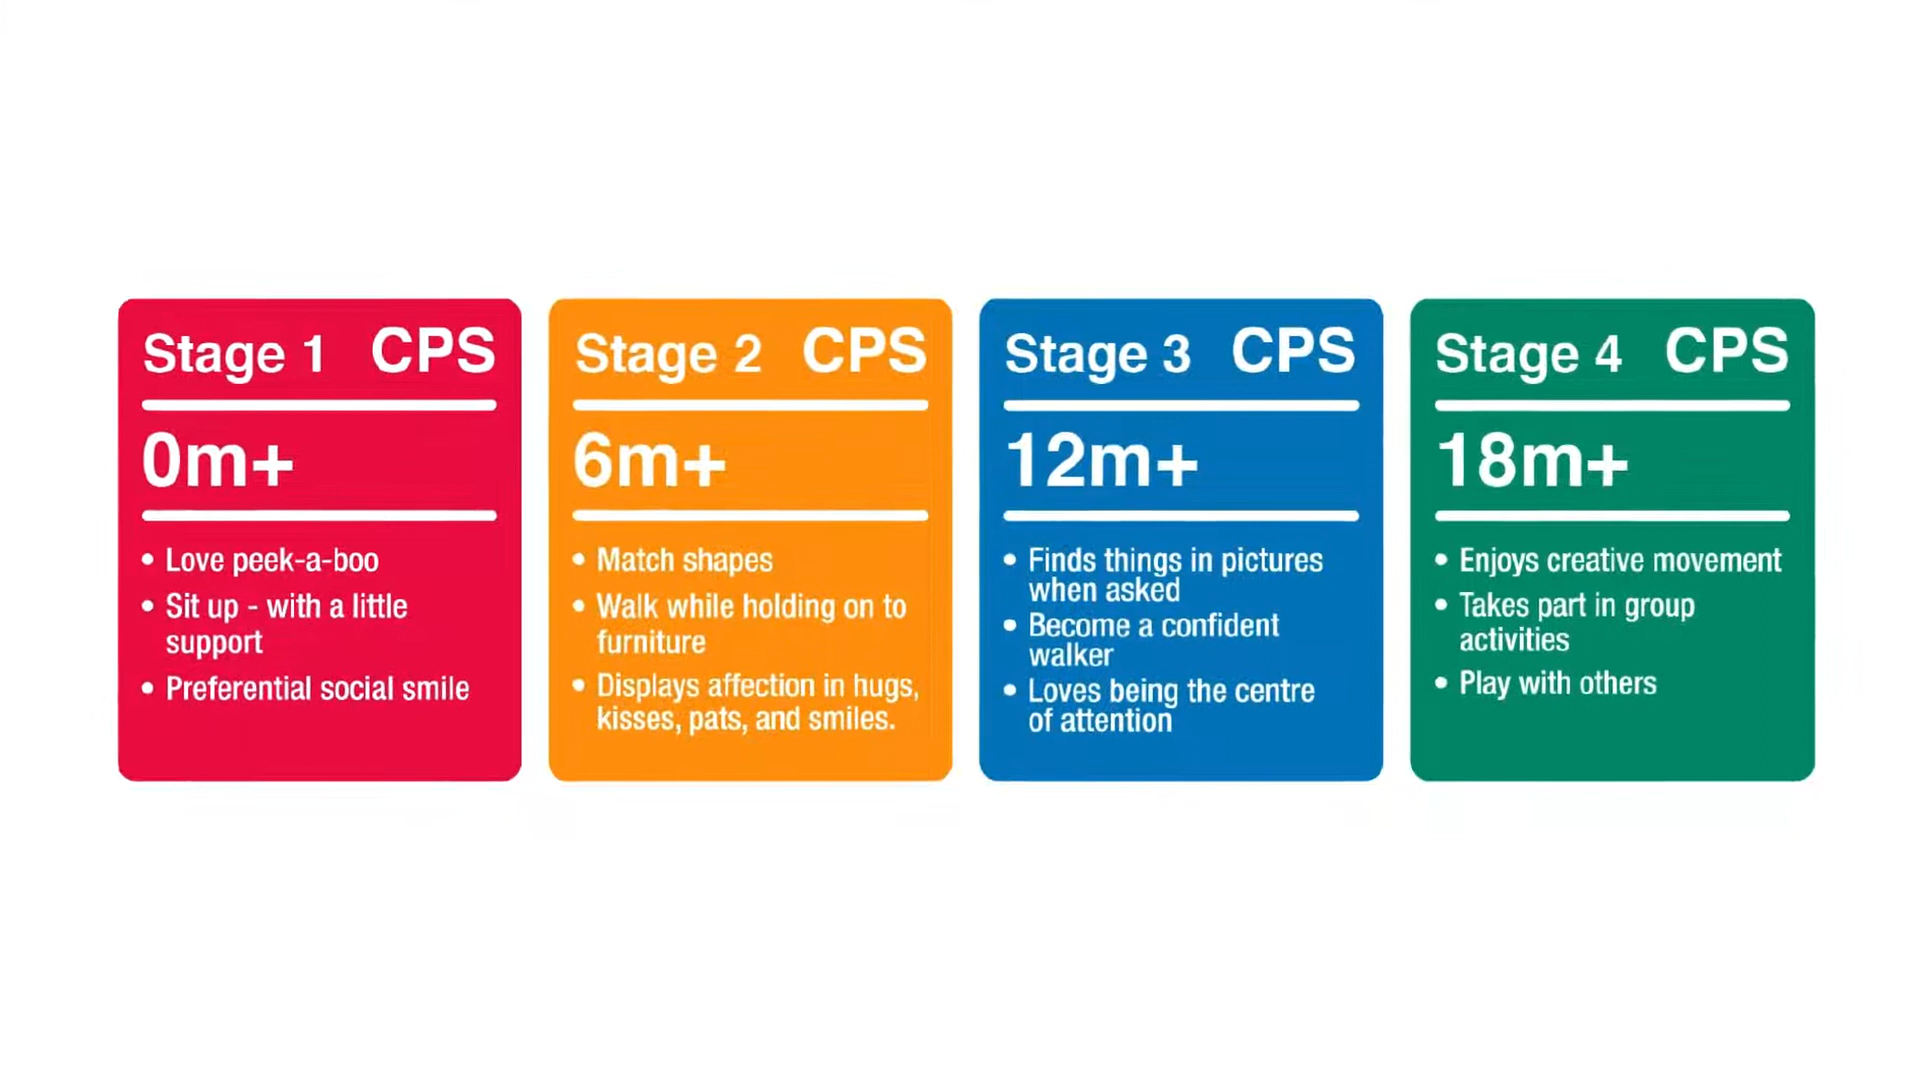 Stage 1 CPS
0m+
• Love peek-a-boo
• Sit up - with a little
support
• Preferential social smile
Stage 2 CPS
6m+
• Match shapes
• Walk while holding on to
furniture
• Displays affection in hugs,
kisses, pats, and smiles.
Stage 3 CPS
12m+
• Finds things in pictures
when asked
• Become a confident
walker
• Loves being the centre
of attention
Stage 4 CPS
18m+
• Enjoys creative movement
• Takes part in group
activities
• Play with others